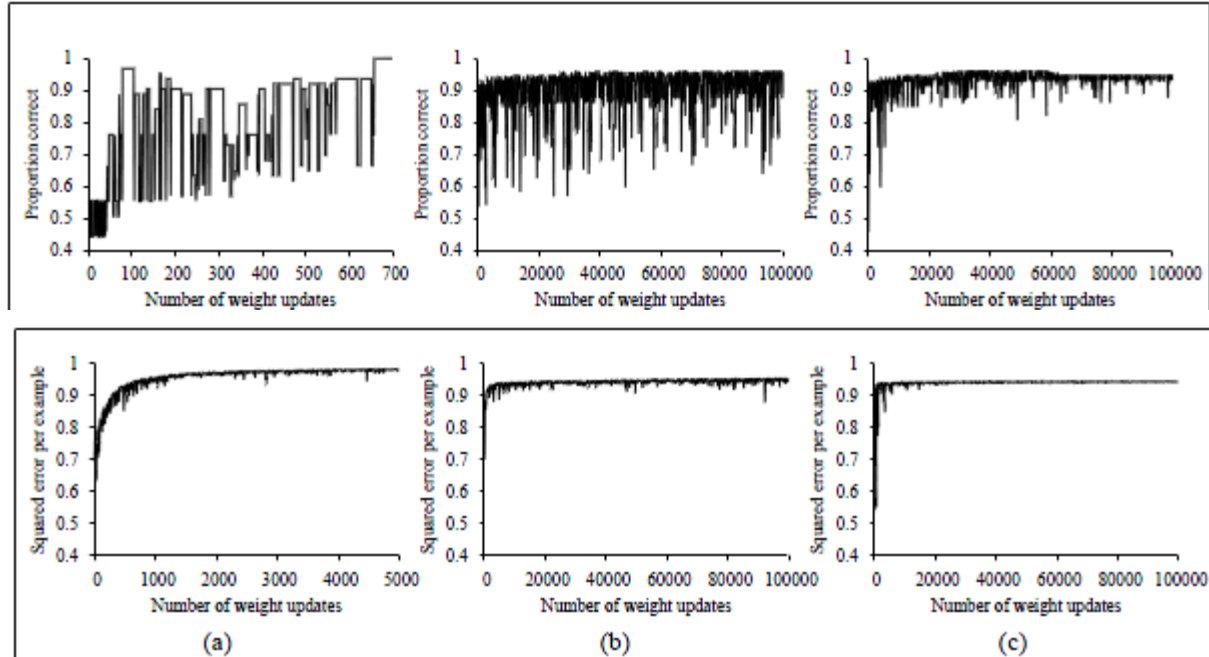 1
0.9
0.8
0.7
0.6
0.5
0.4
Proportion correct
0 100 200 300 400 500 600 700
Number of weight updates
1
0.9
0.8
0.7
0.6
0.5
0.4
Proportion correct
0 20000 40000 60000 80000 100000
Number of weight updates
1
0.9
0.8
0.7
0.6
0.5
0.4
Proportion correct
0 20000 40000 60000 80000 100000
Number of weight updates
1
0.9
0.8
0.7
0.6
0.5
0.4
Squared error per example
0 1000 2000 3000 4000 5000
Number of weight updates
(a)
1
0.9
0.8
0.7
0.6
0.5
0.4
Squared error per example
0 20000 40000 60000 80000 100000
Number of weight updates
(b)
1
0.9
0.8
0.7
0.6
0.5
0.4
Squared error per example
0 20000 40000 60000 80000 100000
Number of weight updates
(c)